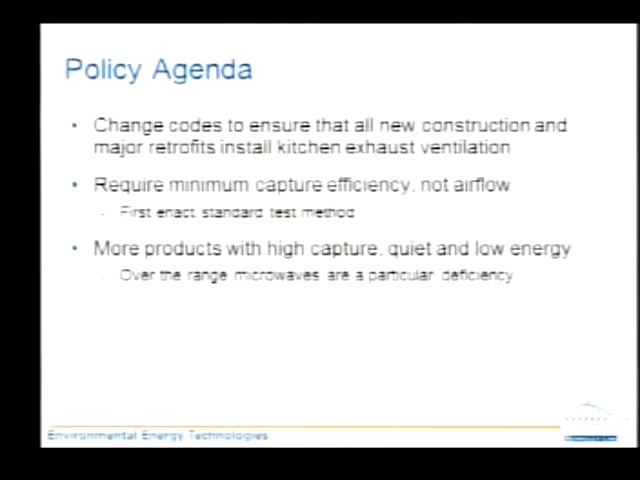 Policy Agenda
• Change codes to ensure that all new construction and
major retrofits install kitchen exhaust ventilation
• Require minimum capture efficiency, not airflow
- First enact standard test method
• More products with high capture; quiet and low energy
- Over the range microwaves are a particular deficiency
Environmental Energy Technologies